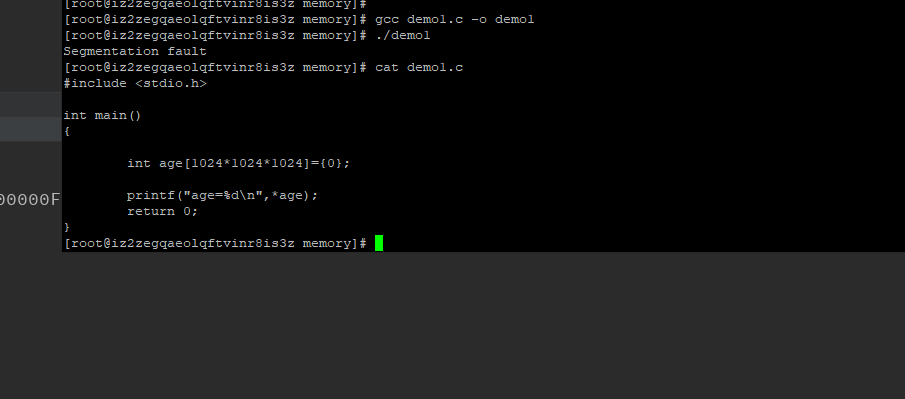 [root@iz2zegqaeolqftvinr8is3z memory]#
[root@iz2zegqaeolqftvinr8is3z memory]# gcc demo1.c -o demo1
[root@iz2zegqaeolqftvinr8is3z memory]# ./demo1
Segmentation fault
[root@iz2zegqaeolqftvinr8is3z memory]# cat demo1.c
#include <stdio.h>
int main()
{
int age[1024*1024*1024]={0};
printf("age=%d\n",*age);
00000F
return 0;
}
[root@iz2zegqaeolqftvinr8is3z memory]#